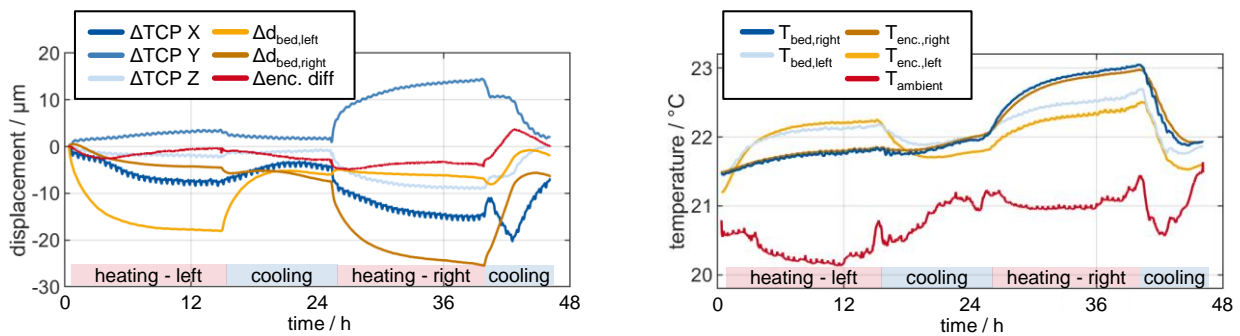 20
10
0
-10
-20
-30
displacement / µm
ΔTCP X
ΔTCP Y
ΔTCP Z
Δd_bed,left
Δd_bed,right
Δenc. diff
heating - left
cooling
heating - right
cooling
0
12
24
36
48
time / h
23
22
21
20
temperature / °C
T_bed,right
T_bed,left
T_enc.,right
T_enc.,left
T_ambient
heating - left
cooling
heating - right
cooling
0
12
24
36
48
time / h